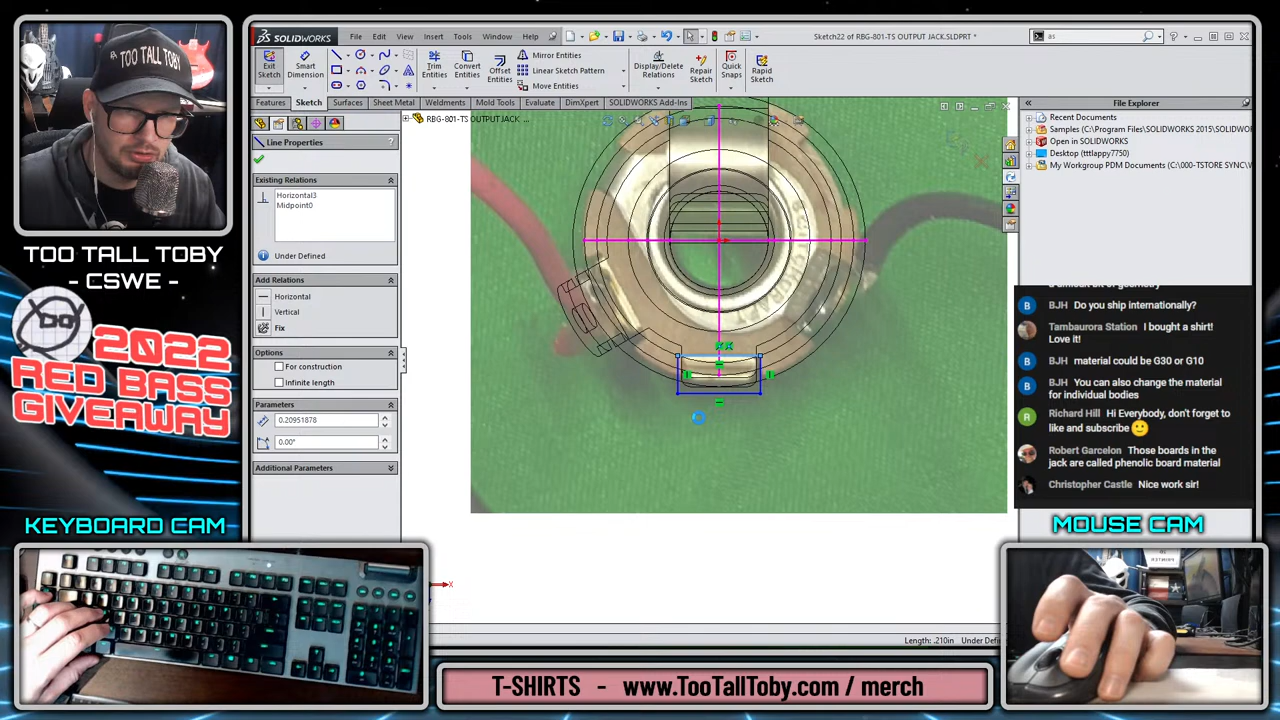 TOO TALL TOBY
TOO TALL TOBY
- CSWE -
2022
RED BASS
GIVEAWAY
KEYBOARD CAM
SOLIDWORKS
File
Edit
View
Insert
Tools
Window
Help
Sketch22 of RBG-801-TS OUTPUT JACK.SLDPRT *
as
Exit
Sketch
Smart
Dimension
Trim
Entities
Convert
Entities
Offset
Entities
Mirror Entities
Linear Sketch Pattern
Move Entities
Display/Delete
Relations
Repair
Sketch
Quick
Snaps
Rapid
Sketch
Features
Sketch
Surfaces
Sheet Metal
Weldments
Mold Tools
Evaluate
DimXpert
SOLIDWORKS Add-Ins
RBG-801-TS OUTPUT JACK ...
Line Properties
?
Existing Relations
Horizontal3
Midpoint0
Under Defined
Add Relations
Horizontal
Vertical
Fix
Options
For construction
Infinite length
Parameters
0.20951878
0.00°
Additional Parameters
X
Length: .210in
Under Defi
File Explorer
Recent Documents
Samples (C:\Program Files\SOLIDWORKS 2015\SOLIDWO
Open in SOLIDWORKS
Desktop (tttlappy7750)
My Workgroup PDM Documents (C:\000-TSTORE SYNC\W
BJH Do you ship internationally?
Tambaurora Station I bought a shirt!
Love it!
BJH material could be G30 or G10
BJH You can also change the material
for individual bodies
Richard Hill Hi Everybody, don't forget to
like and subscribe 🙂
Robert Garcelon Those boards in the
jack are called phenolic board material
Christopher Castle Nice work sir!
MOUSE CAM
T-SHIRTS - www.TooTallToby.com / merch